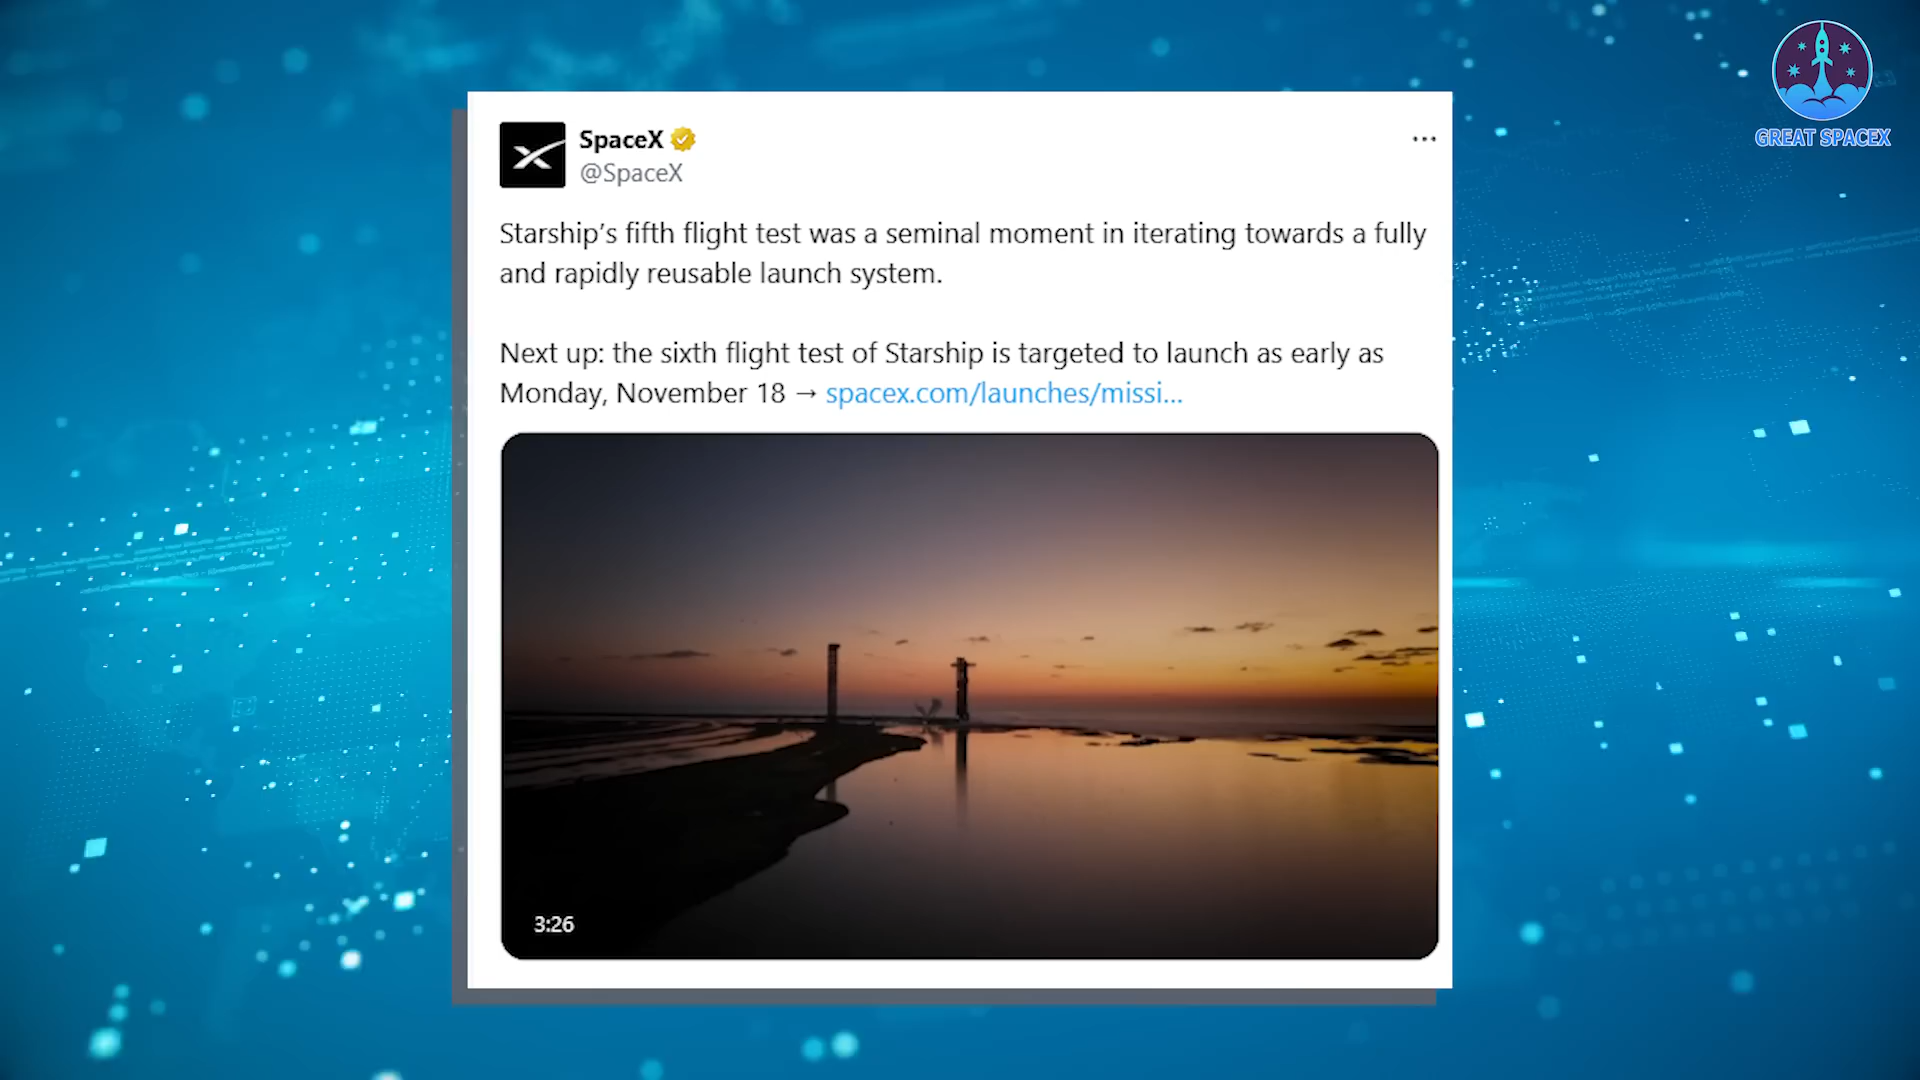 GREAT SPACEX
SpaceX
@SpaceX
Starship's fifth flight test was a seminal moment in iterating towards a fully
and rapidly reusable launch system.
Next up: the sixth flight test of Starship is targeted to launch as early as
Monday, November 18 → spacex.com/launches/missi...
3:26